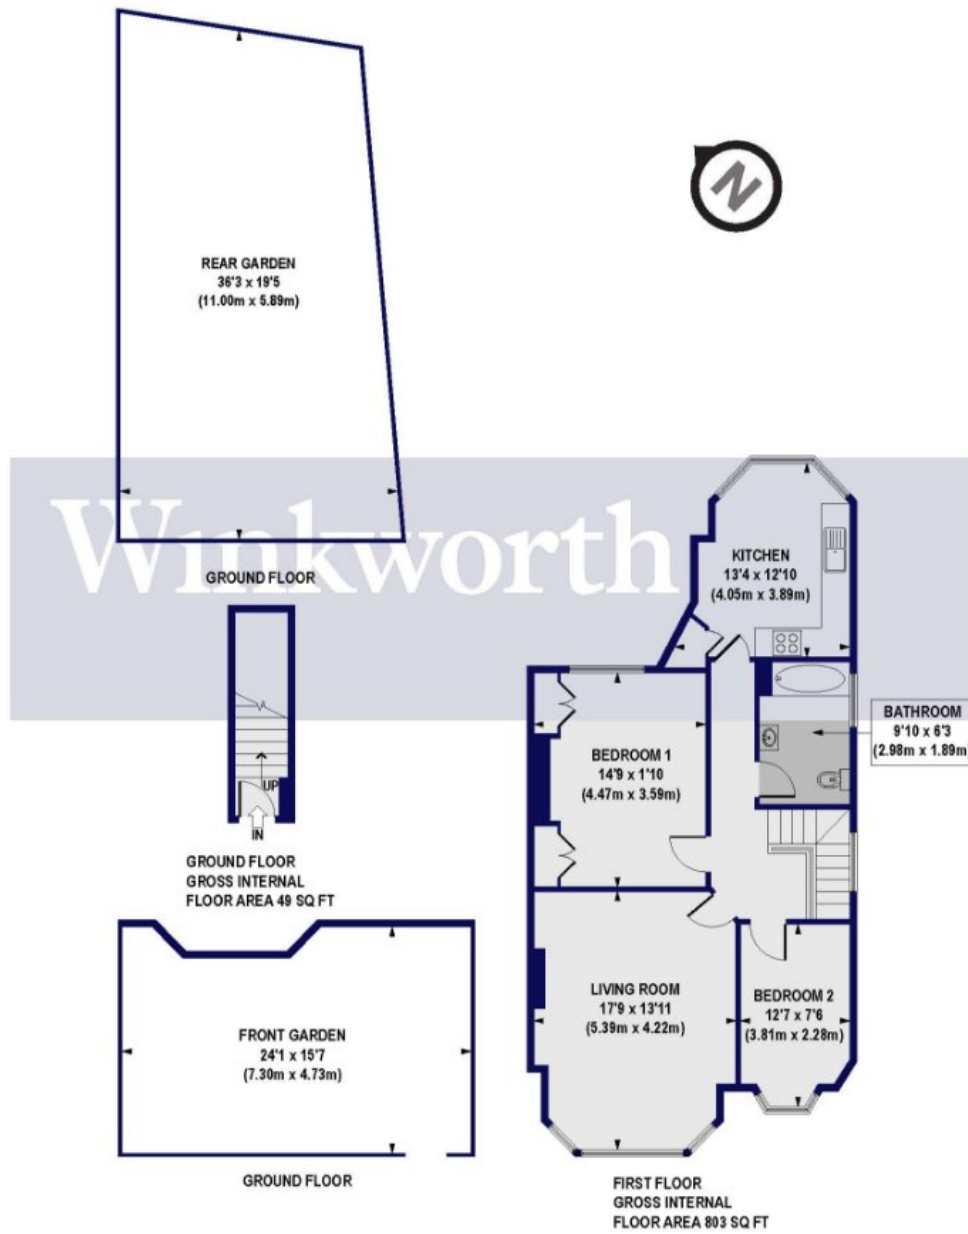 N
REAR GARDEN
36'3 x 19'5
(11.00m x 5.89m)
Winkworth
GROUND FLOOR
KITCHEN
13'4 x 12'10
(4.05m x 3.89m)
BATHROOM
9'10 x 6'3
(2.98m x 1.89m)
BEDROOM 1
14'9 x 1'10
(4.47m x 3.59m)
UP
IN
GROUND FLOOR
GROSS INTERNAL
FLOOR AREA 49 SQ FT
LIVING ROOM
17'9 x 13'11
(5.39m x 4.22m)
BEDROOM 2
12'7 x 7'6
(3.81m x 2.28m)
FRONT GARDEN
24'1 x 15'7
(7.30m x 4.73m)
GROUND FLOOR
FIRST FLOOR
GROSS INTERNAL
FLOOR AREA 803 SQ FT